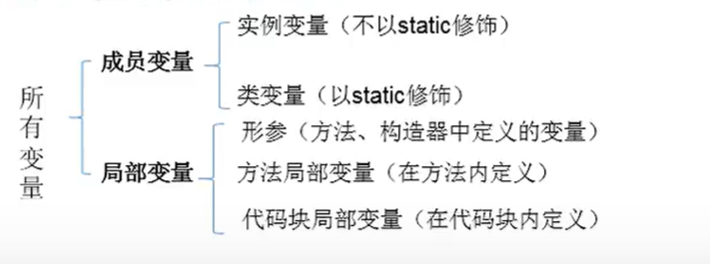 所有变量
成员变量
实例变量（不以static修饰）
类变量（以static修饰）
局部变量
形参（方法、构造器中定义的变量）
方法局部变量（在方法内定义）
代码块局部变量（在代码块内定义）